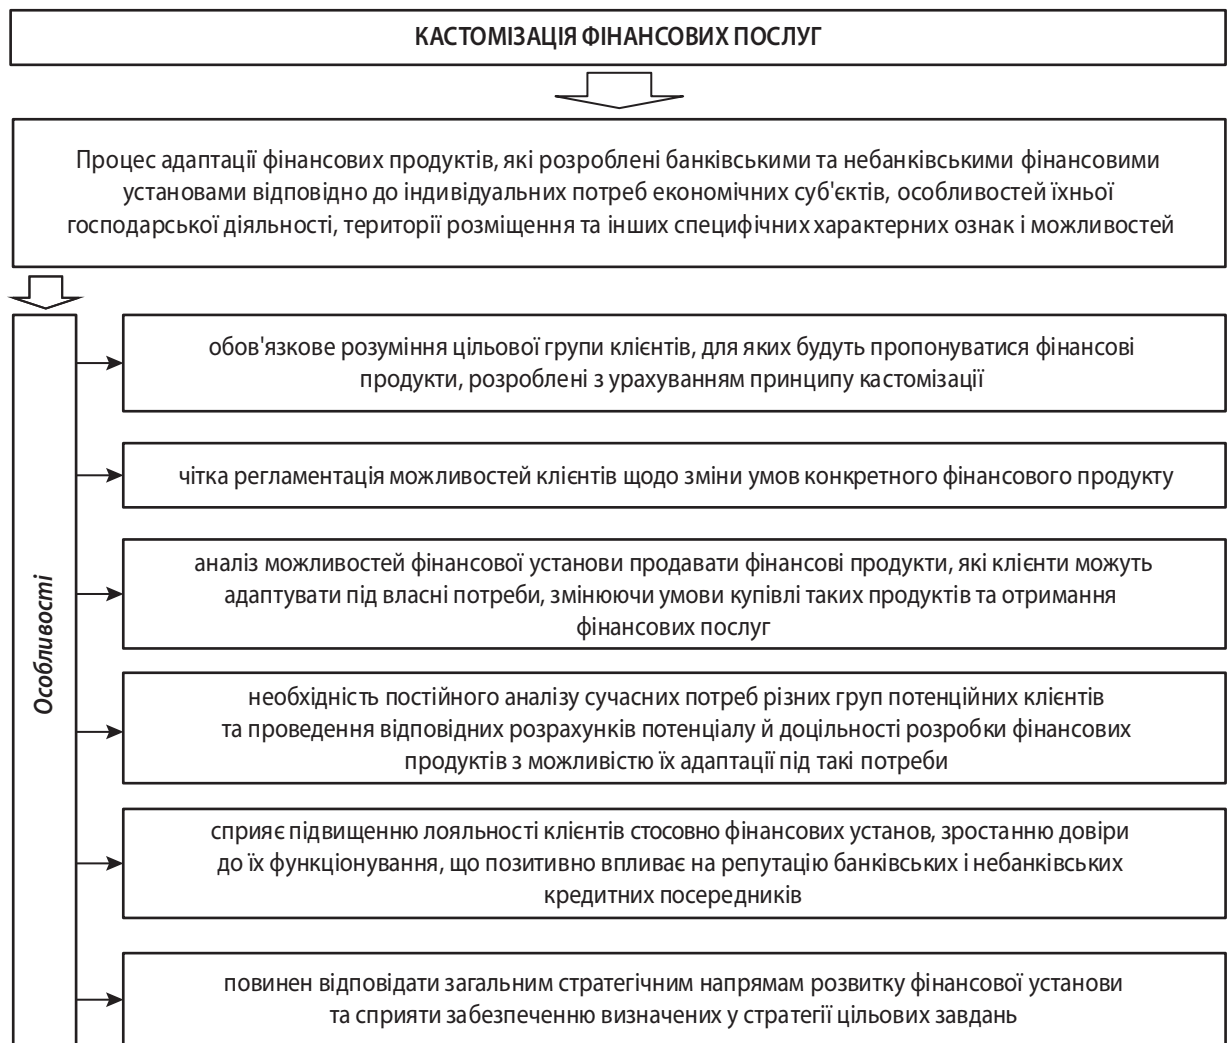 КАСТОМІЗАЦІЯ ФІНАНСОВИХ ПОСЛУГ
Процес адаптації фінансових продуктів, які розроблені банківськими та небанківськими фінансовими
установами відповідно до індивідуальних потреб економічних суб'єктів, особливостей їхньої
господарської діяльності, території розміщення та інших специфічних характерних ознак і можливостей
Особливості
обов'язкове розуміння цільової групи клієнтів, для яких будуть пропонуватися фінансові
продукти, розроблені з урахуванням принципу кастомізації
чітка регламентація можливостей клієнтів щодо зміни умов конкретного фінансового продукту
аналіз можливостей фінансової установи продавати фінансові продукти, які клієнти можуть
адаптувати під власні потреби, змінюючи умови купівлі таких продуктів та отримання
фінансових послуг
необхідність постійного аналізу сучасних потреб різних груп потенційних клієнтів
та проведення відповідних розрахунків потенціалу й доцільності розробки фінансових
продуктів з можливістю їх адаптації під такі потреби
сприяє підвищенню лояльності клієнтів стосовно фінансових установ, зростанню довіри
до їх функціонування, що позитивно впливає на репутацію банківських і небанківських
кредитних посередників
повинен відповідати загальним стратегічним напрямам розвитку фінансової установи
та сприяти забезпеченню визначених у стратегії цільових завдань